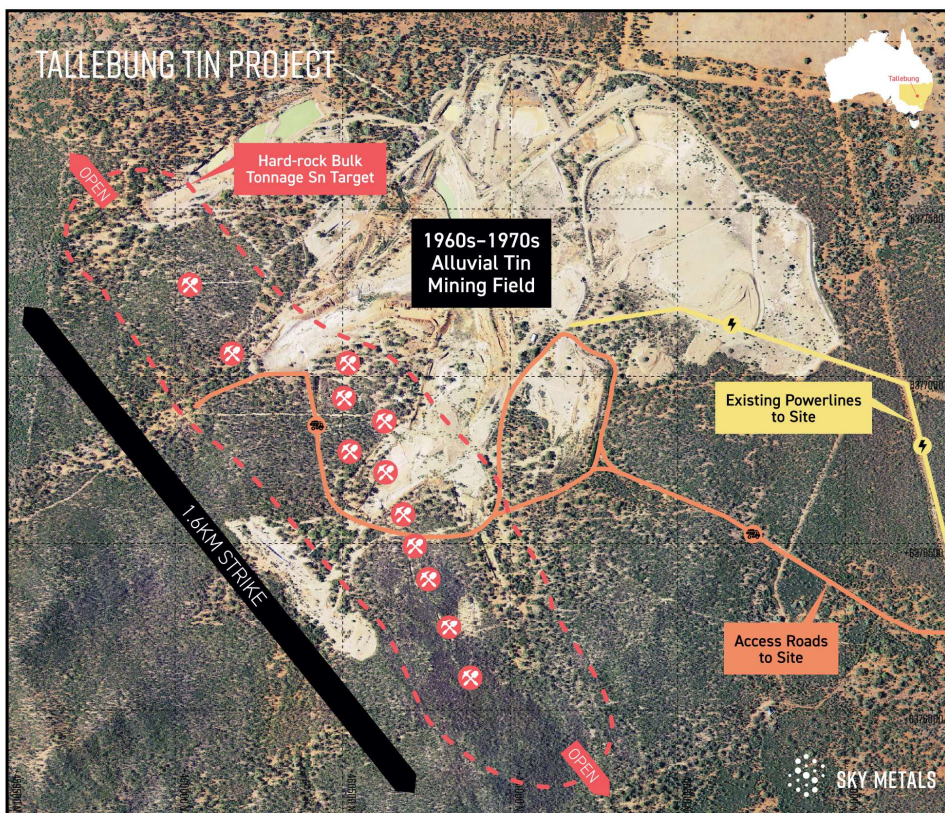 TALLEBUNG TIN PROJECT
Tallebung
OPEN
Hard-rock Bulk
Tonnage Sn Target
1960s–1970s
Alluvial Tin
Mining Field
Existing Powerlines
to Site
1.6KM STRIKE
Access Roads
to Site
OPEN
SKY METALS